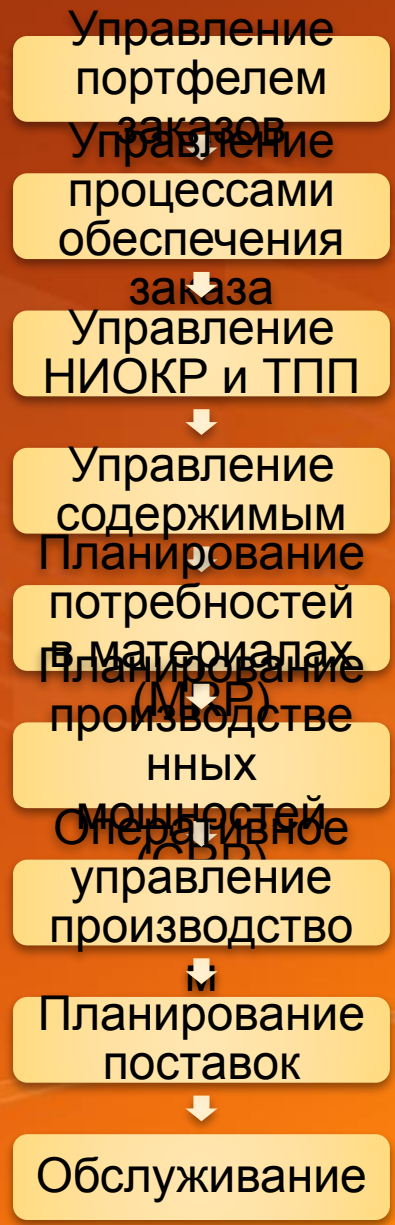 Управление
портфелем
заказов
Управление
процессами
обеспечения
заказа
Управление
НИОКР и ТПП
Управление
содержимым
Планирование
потребностей
в материалах
(MRP)
Планирование
производстве
нных
мощностей
(CRP)
Оперативное
управление
производство
м
Планирование
поставок
Обслуживание